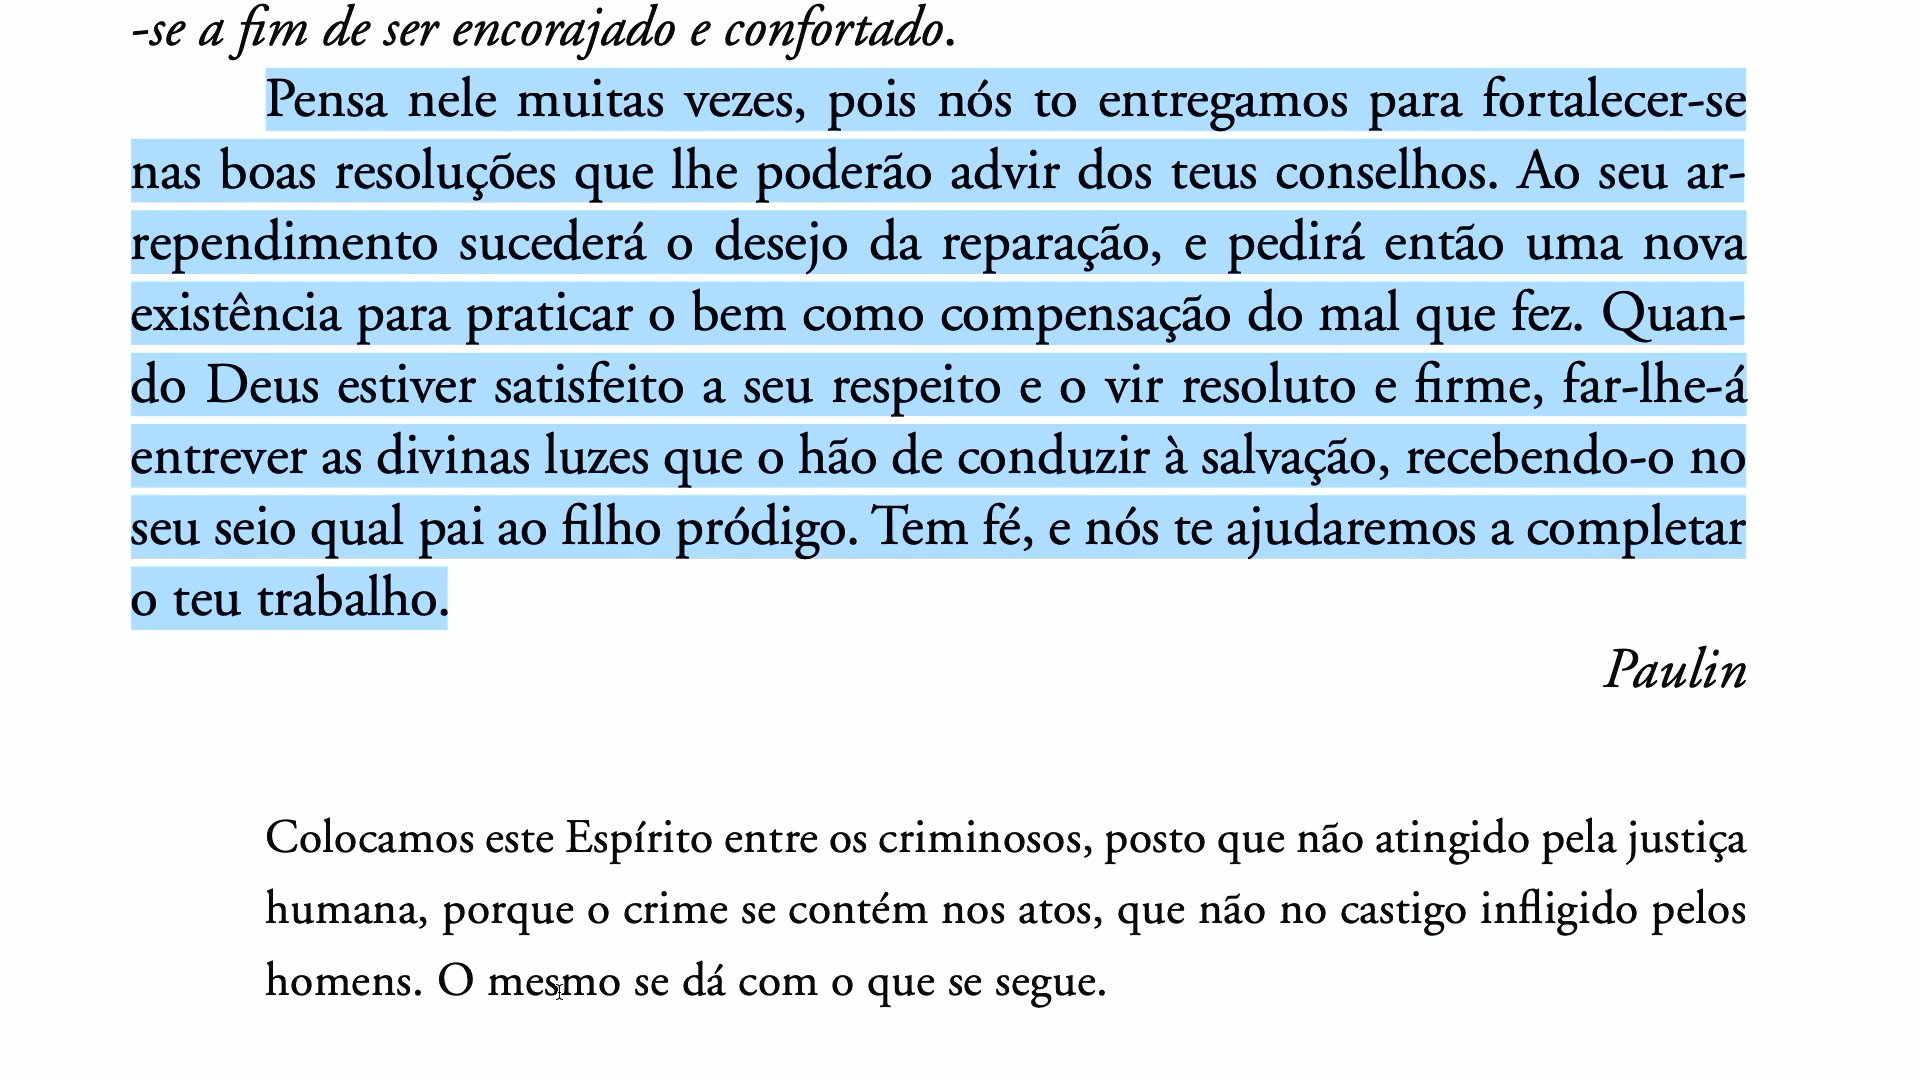 -se a fim de ser encorajado e confortado.
Pensa nele muitas vezes, pois nós to entregamos para fortalecer-se
nas boas resoluções que lhe poderão advir dos teus conselhos. Ao seu ar-
rependimento sucederá o desejo da reparação, e pedirá então uma nova
existência para praticar o bem como compensação do mal que fez. Quan-
do Deus estiver satisfeito a seu respeito e o vir resoluto e firme, far-lhe-á
entrever as divinas luzes que o hão de conduzir à salvação, recebendo-o no
seu seio qual pai ao filho pródigo. Tem fé, e nós te ajudaremos a completar
o teu trabalho.
Paulin
Colocamos este Espírito entre os criminosos, posto que não atingido pela justiça
humana, porque o crime se contém nos atos, que não no castigo infligido pelos
homens. O mesmo se dá com o que se segue.